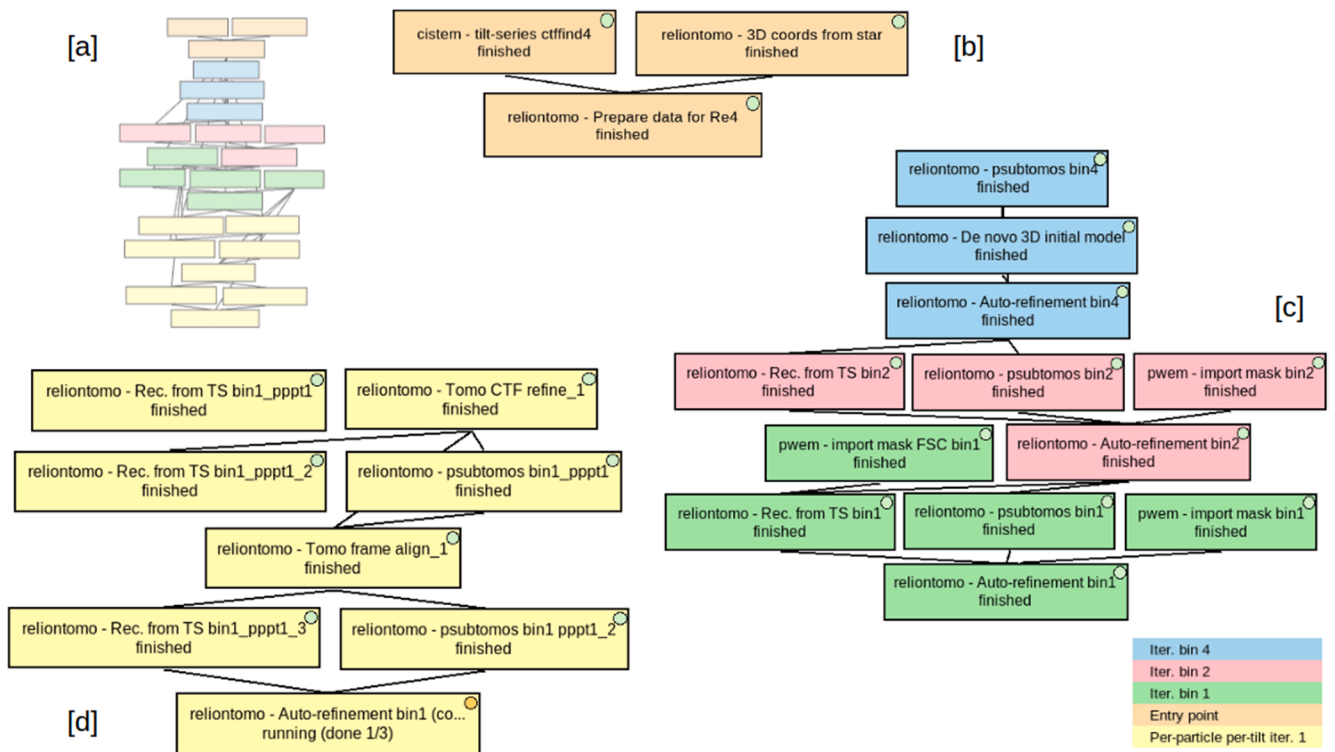 [a]
cistem - tilt-series ctffind4
finished
reliontomo - 3D coords from star
finished
[b]
reliontomo - Prepare data for Re4
finished
reliontomo - psubtomos bin4
finished
reliontomo - De novo 3D initial model
finished
reliontomo - Auto-refinement bin4
finished
[c]
reliontomo - Rec. from TS bin2
finished
reliontomo - psubtomos bin2
finished
pwem - import mask bin2
finished
pwem - import mask FSC bin1
finished
reliontomo - Auto-refinement bin2
finished
reliontomo - Rec. from TS bin1
finished
reliontomo - psubtomos bin1
finished
pwem - import mask bin1
finished
reliontomo - Auto-refinement bin1
finished
reliontomo - Rec. from TS bin1_pppt1
finished
reliontomo - Tomo CTF refine_1
finished
reliontomo - Rec. from TS bin1_pppt1_2
finished
reliontomo - psubtomos bin1_pppt1
finished
reliontomo - Tomo frame align_1
finished
reliontomo - Rec. from TS bin1_pppt1_3
finished
reliontomo - psubtomos bin1 pppt1_2
finished
[d]
reliontomo - Auto-refinement bin1 (co...
running (done 1/3)
Iter. bin 4
Iter. bin 2
Iter. bin 1
Entry point
Per-particle per-tilt iter. 1